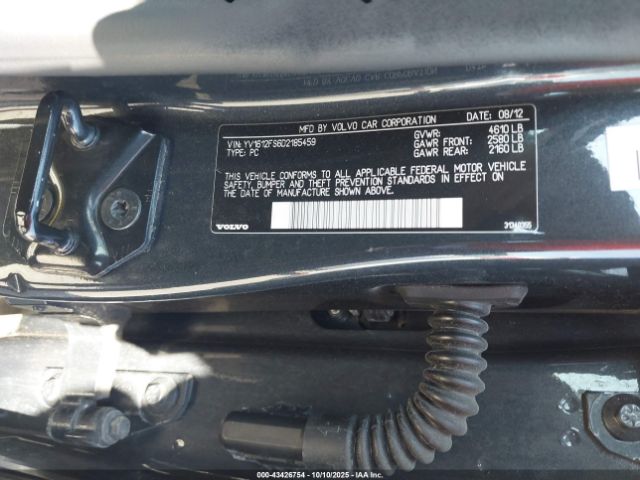 MFG BY VOLVO CAR CORPORATION DATE: 08/12
VIN: YV1612FS6D2185459 GVWR: 4610 LB
TYPE: PC GAWR FRONT: 2580 LB
GAWR REAR: 2160 LB
THIS VEHICLE CONFORMS TO ALL APPLICABLE FEDERAL MOTOR VEHICLE
SAFETY, BUMPER AND THEFT PREVENTION STANDARDS IN EFFECT ON
THE DATE OF MANUFACTURE SHOWN ABOVE.
VOLVO 31340355
000-43426754 - 10/10/2025 - IAA Inc.